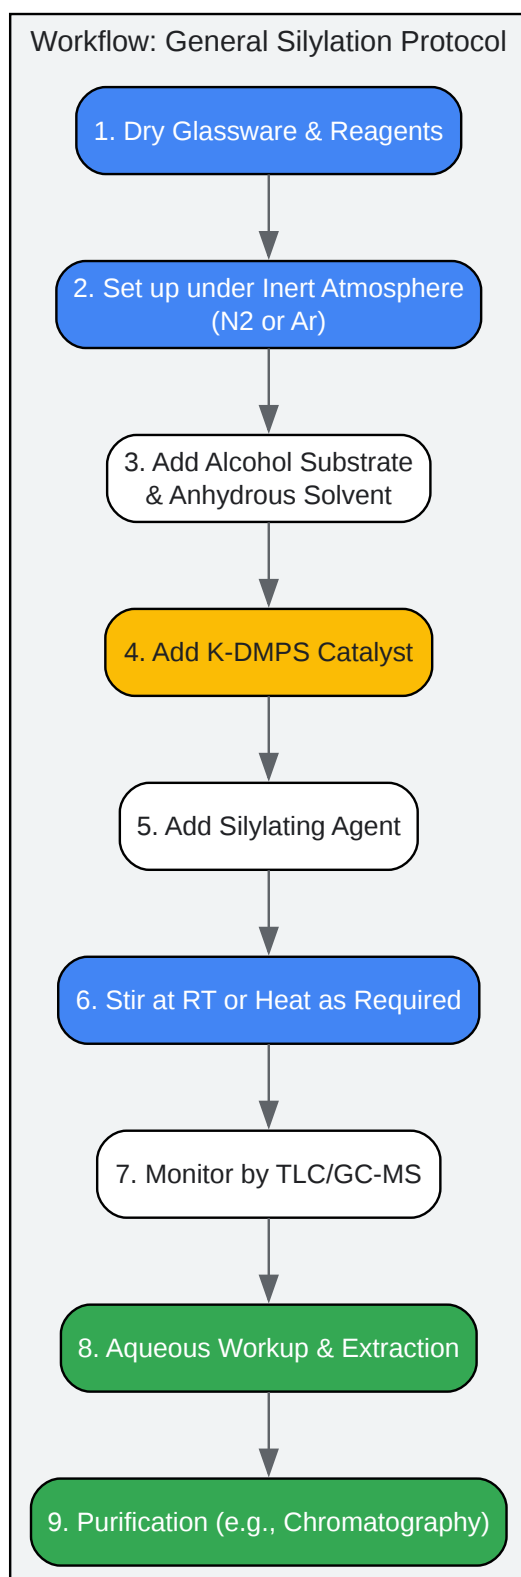 Workflow: General Silylation Protocol
1. Dry Glassware & Reagents
2. Set up under Inert Atmosphere
(N2 or Ar)
3. Add Alcohol Substrate
& Anhydrous Solvent
4. Add K-DMPS Catalyst
5. Add Silylating Agent
6. Stir at RT or Heat as Required
7. Monitor by TLC/GC-MS
8. Aqueous Workup & Extraction
9. Purification (e.g., Chromatography)